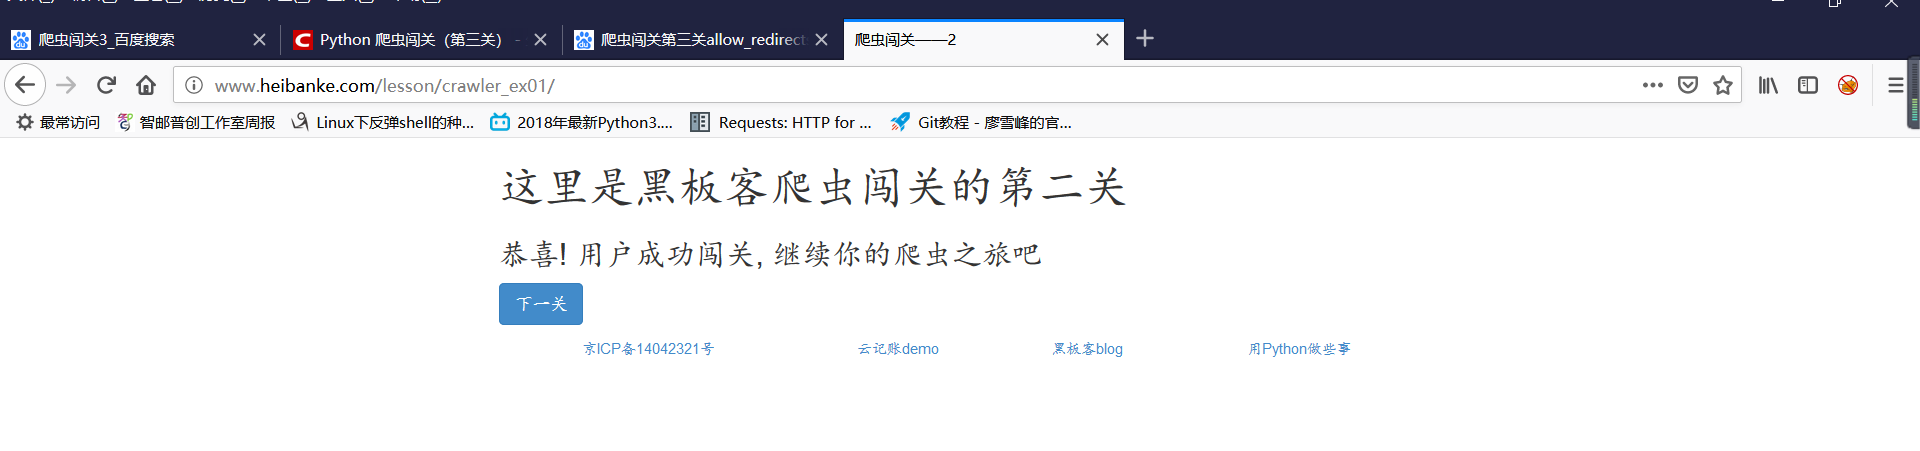 爬虫闯关3_百度搜索
Python 爬虫闯关（第三关） -
爬虫闯关第三关allow_redirect
爬虫闯关——2
www.heibanke.com/lesson/crawler_ex01/
最常访问
智邮普创工作室周报
Linux下反弹shell的种...
2018年最新Python3....
Requests: HTTP for ...
Git教程 - 廖雪峰的官...
这里是黑板客爬虫闯关的第二关
恭喜! 用户成功闯关, 继续你的爬虫之旅吧
下一关
京ICP备14042321号
云记账demo
黑板客blog
用Python做些事